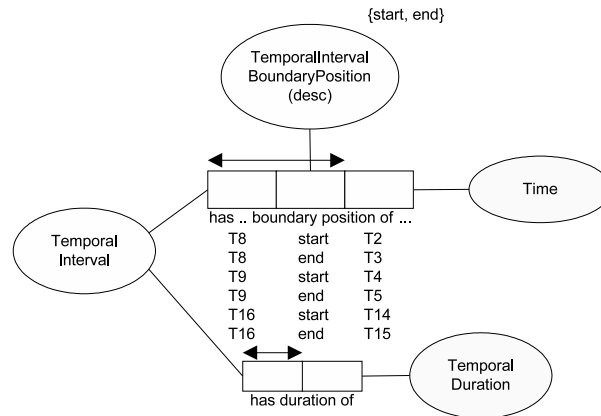 {start, end}
TemporalInterval
BoundaryPosition
(desc)
Time
has .. boundary position of ...
Temporal
Interval
T8 start T2
T8 end T3
T9 start T4
T9 end T5
T16 start T14
T16 end T15
Temporal
Duration
has duration of